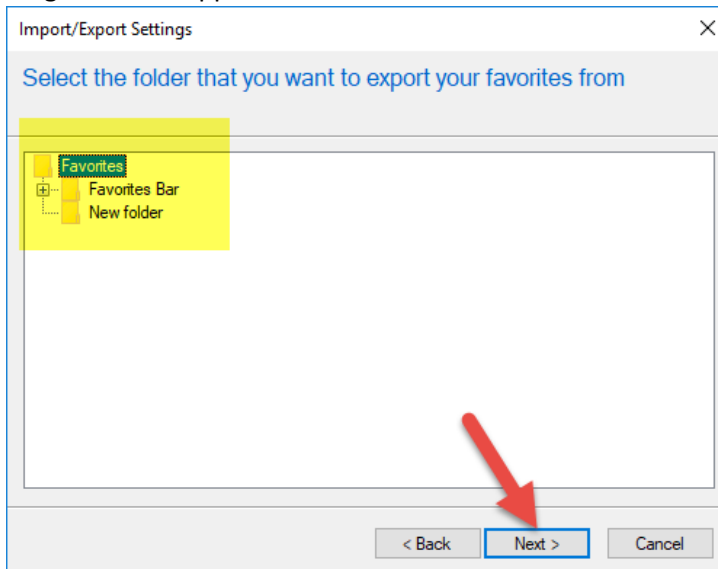 Import/Export Settings
Select the folder that you want to export your favorites from
Favorites
Favorites Bar
New folder
< Back Next > Cancel